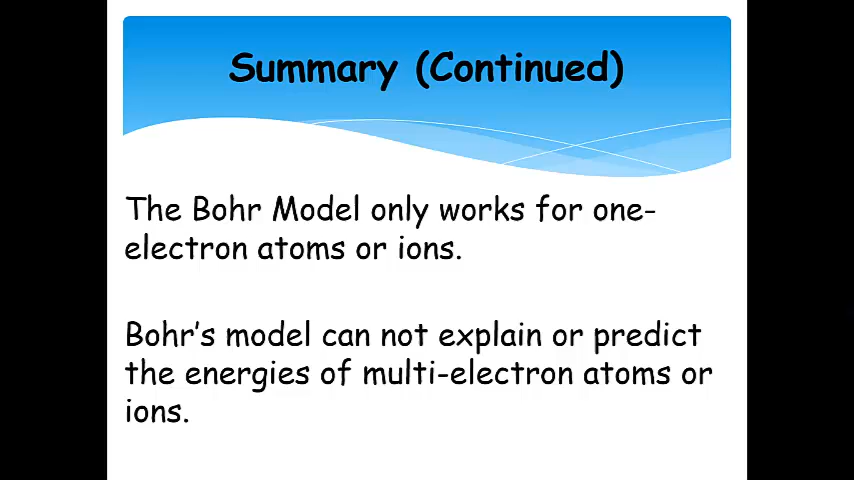 Summary (Continued)
The Bohr Model only works for one-
electron atoms or ions.
Bohr's model can not explain or predict
the energies of multi-electron atoms or
ions.